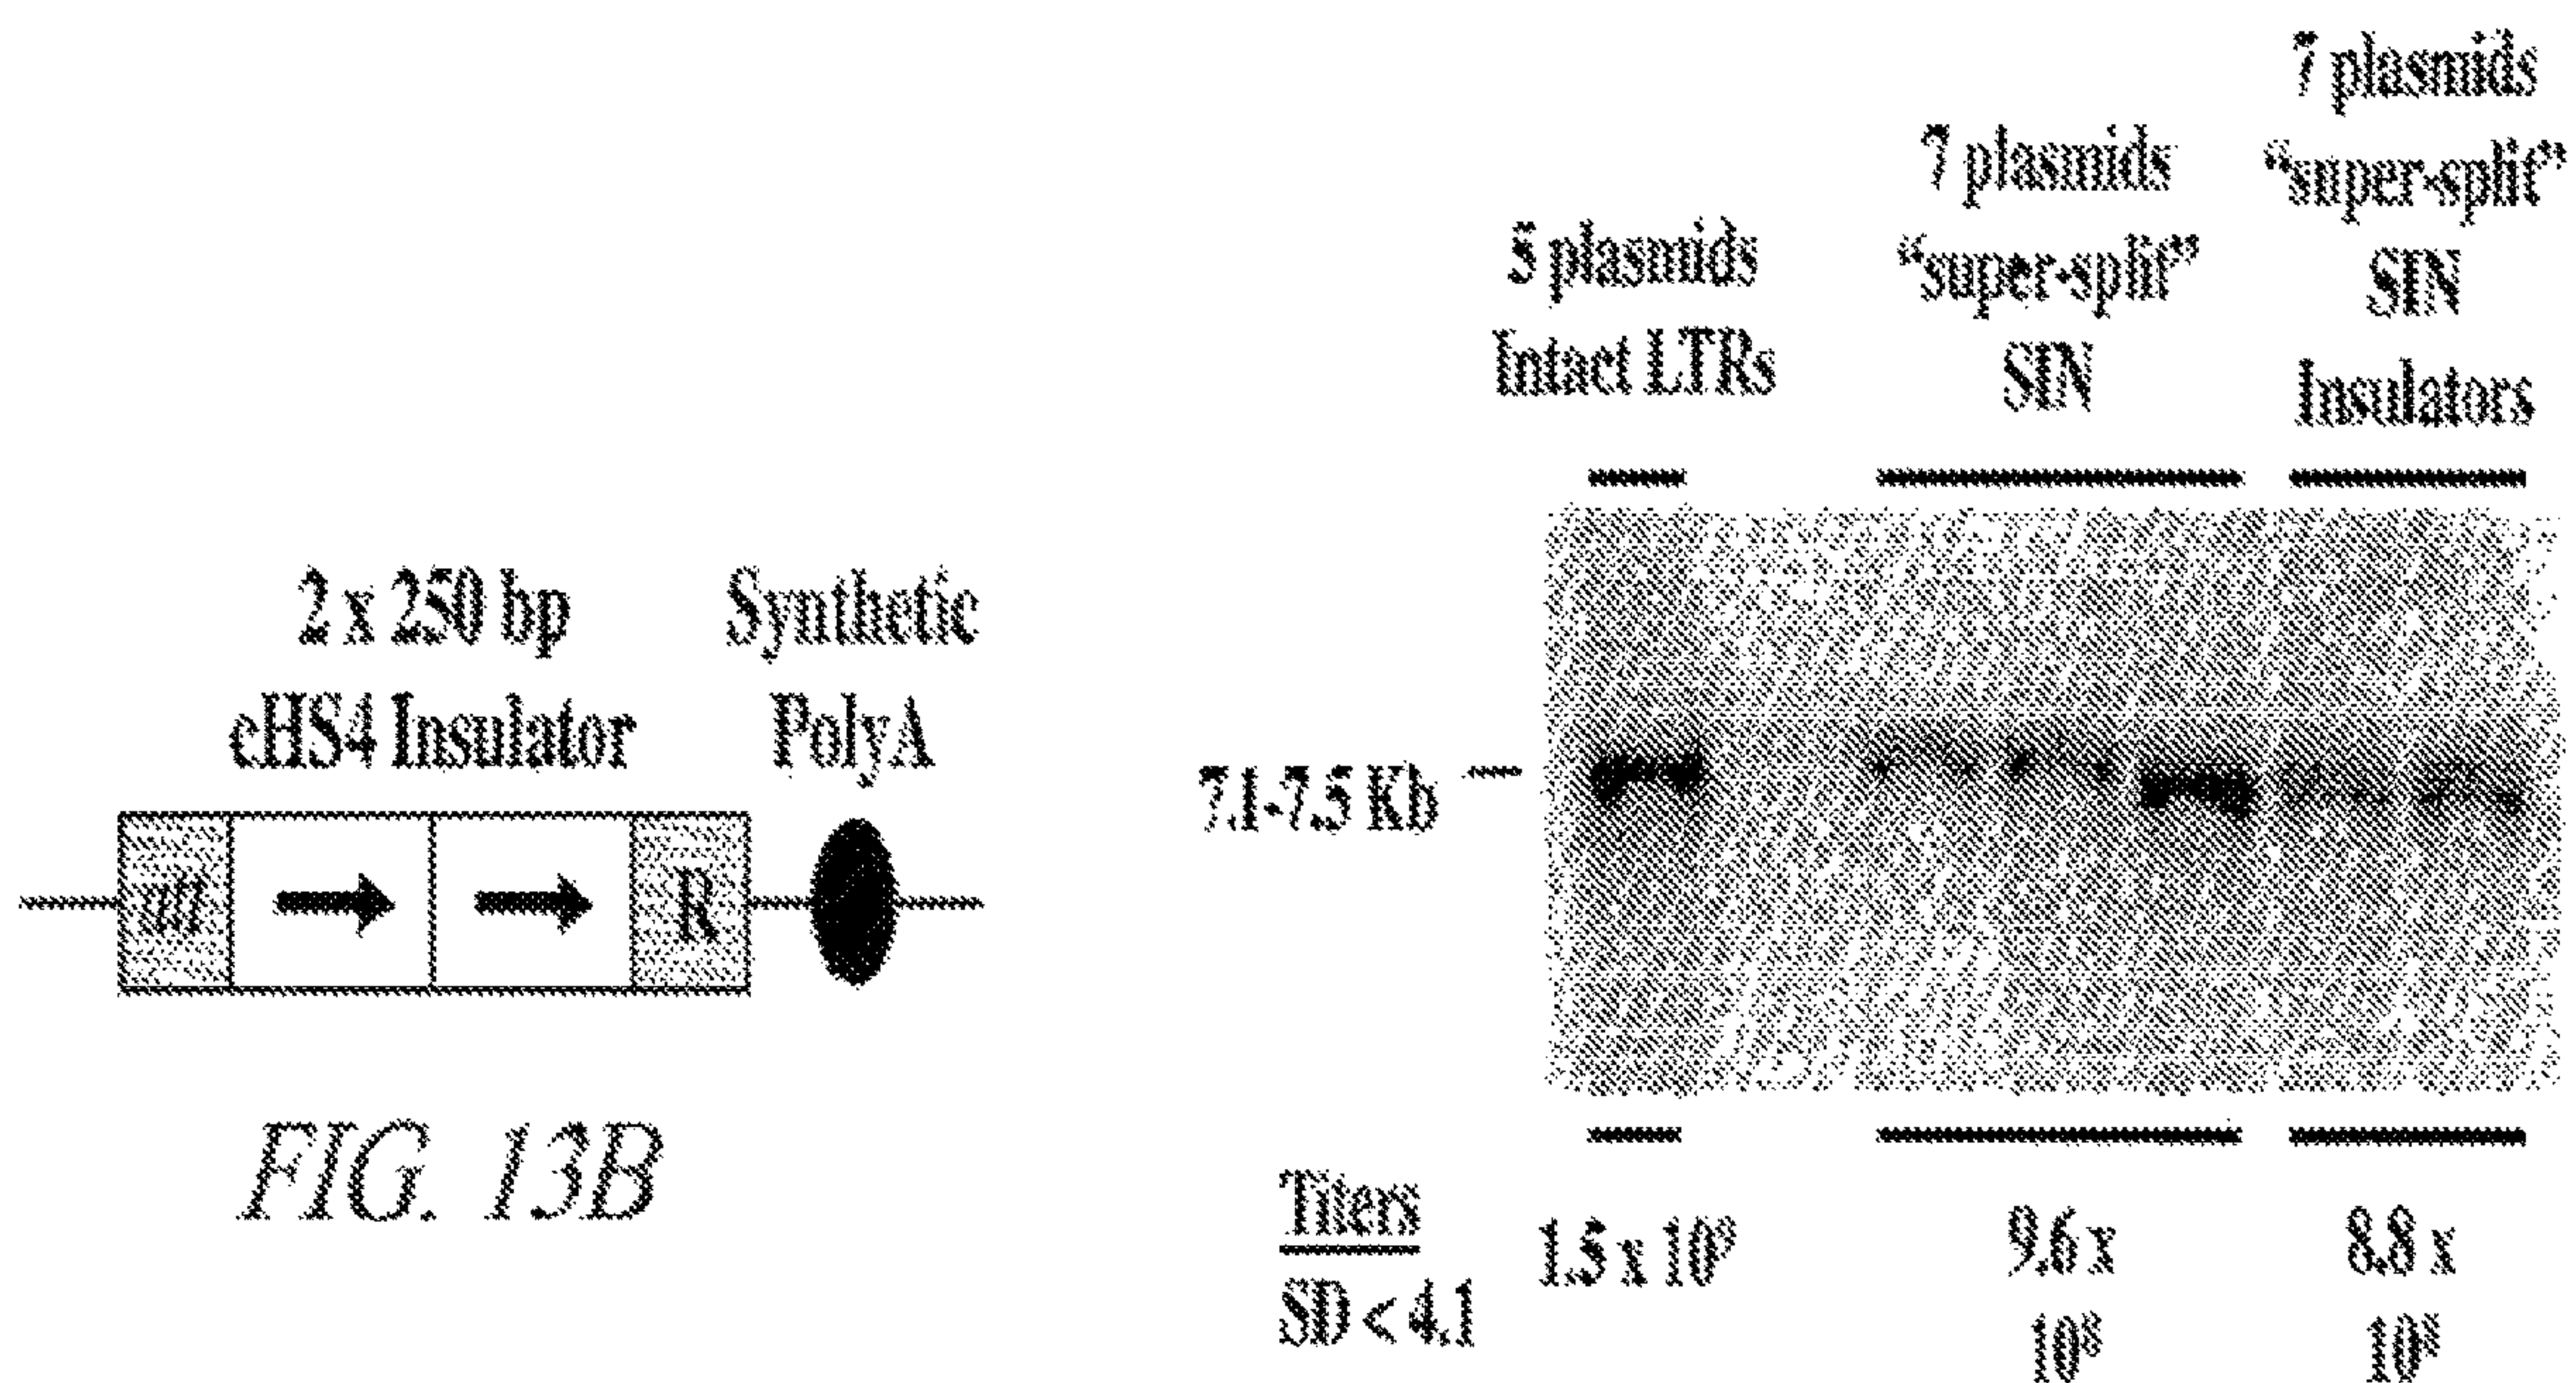 2 x 250 bp
cHS4 Insulator
Synthetic
PolyA
att
R
FIG. 13B
5 plasmids
Intact LTRs
7 plasmids
“super-split”
SIN
7 plasmids
“super-split”
SIN
Insulators
7.1-7.5 Kb
Titers
SD < 4.1
1.5 x 10⁹
9.6 x
10⁸
8.8 x
10⁸